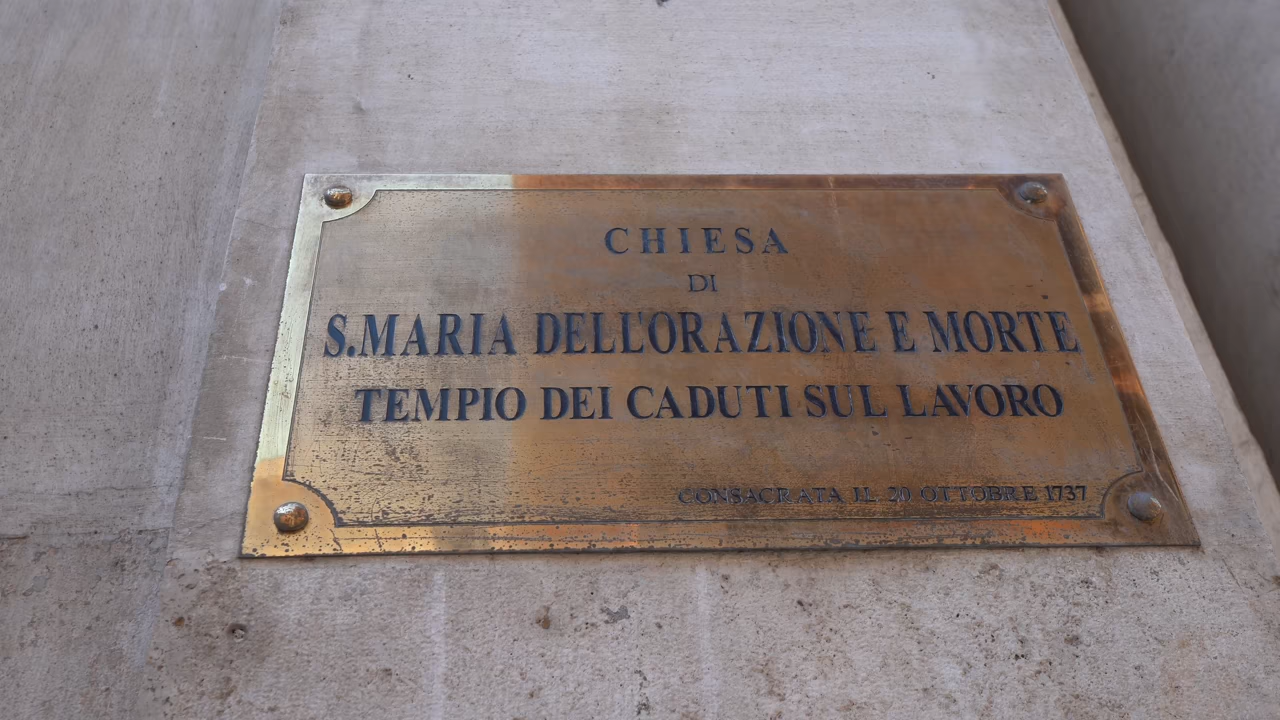 CHIESA
DI
S.MARIA DELL'ORAZIONE E MORTE
TEMPIO DEI CADUTI SUL LAVORO
CONSACRATA IL 20 OTTOBRE 1737